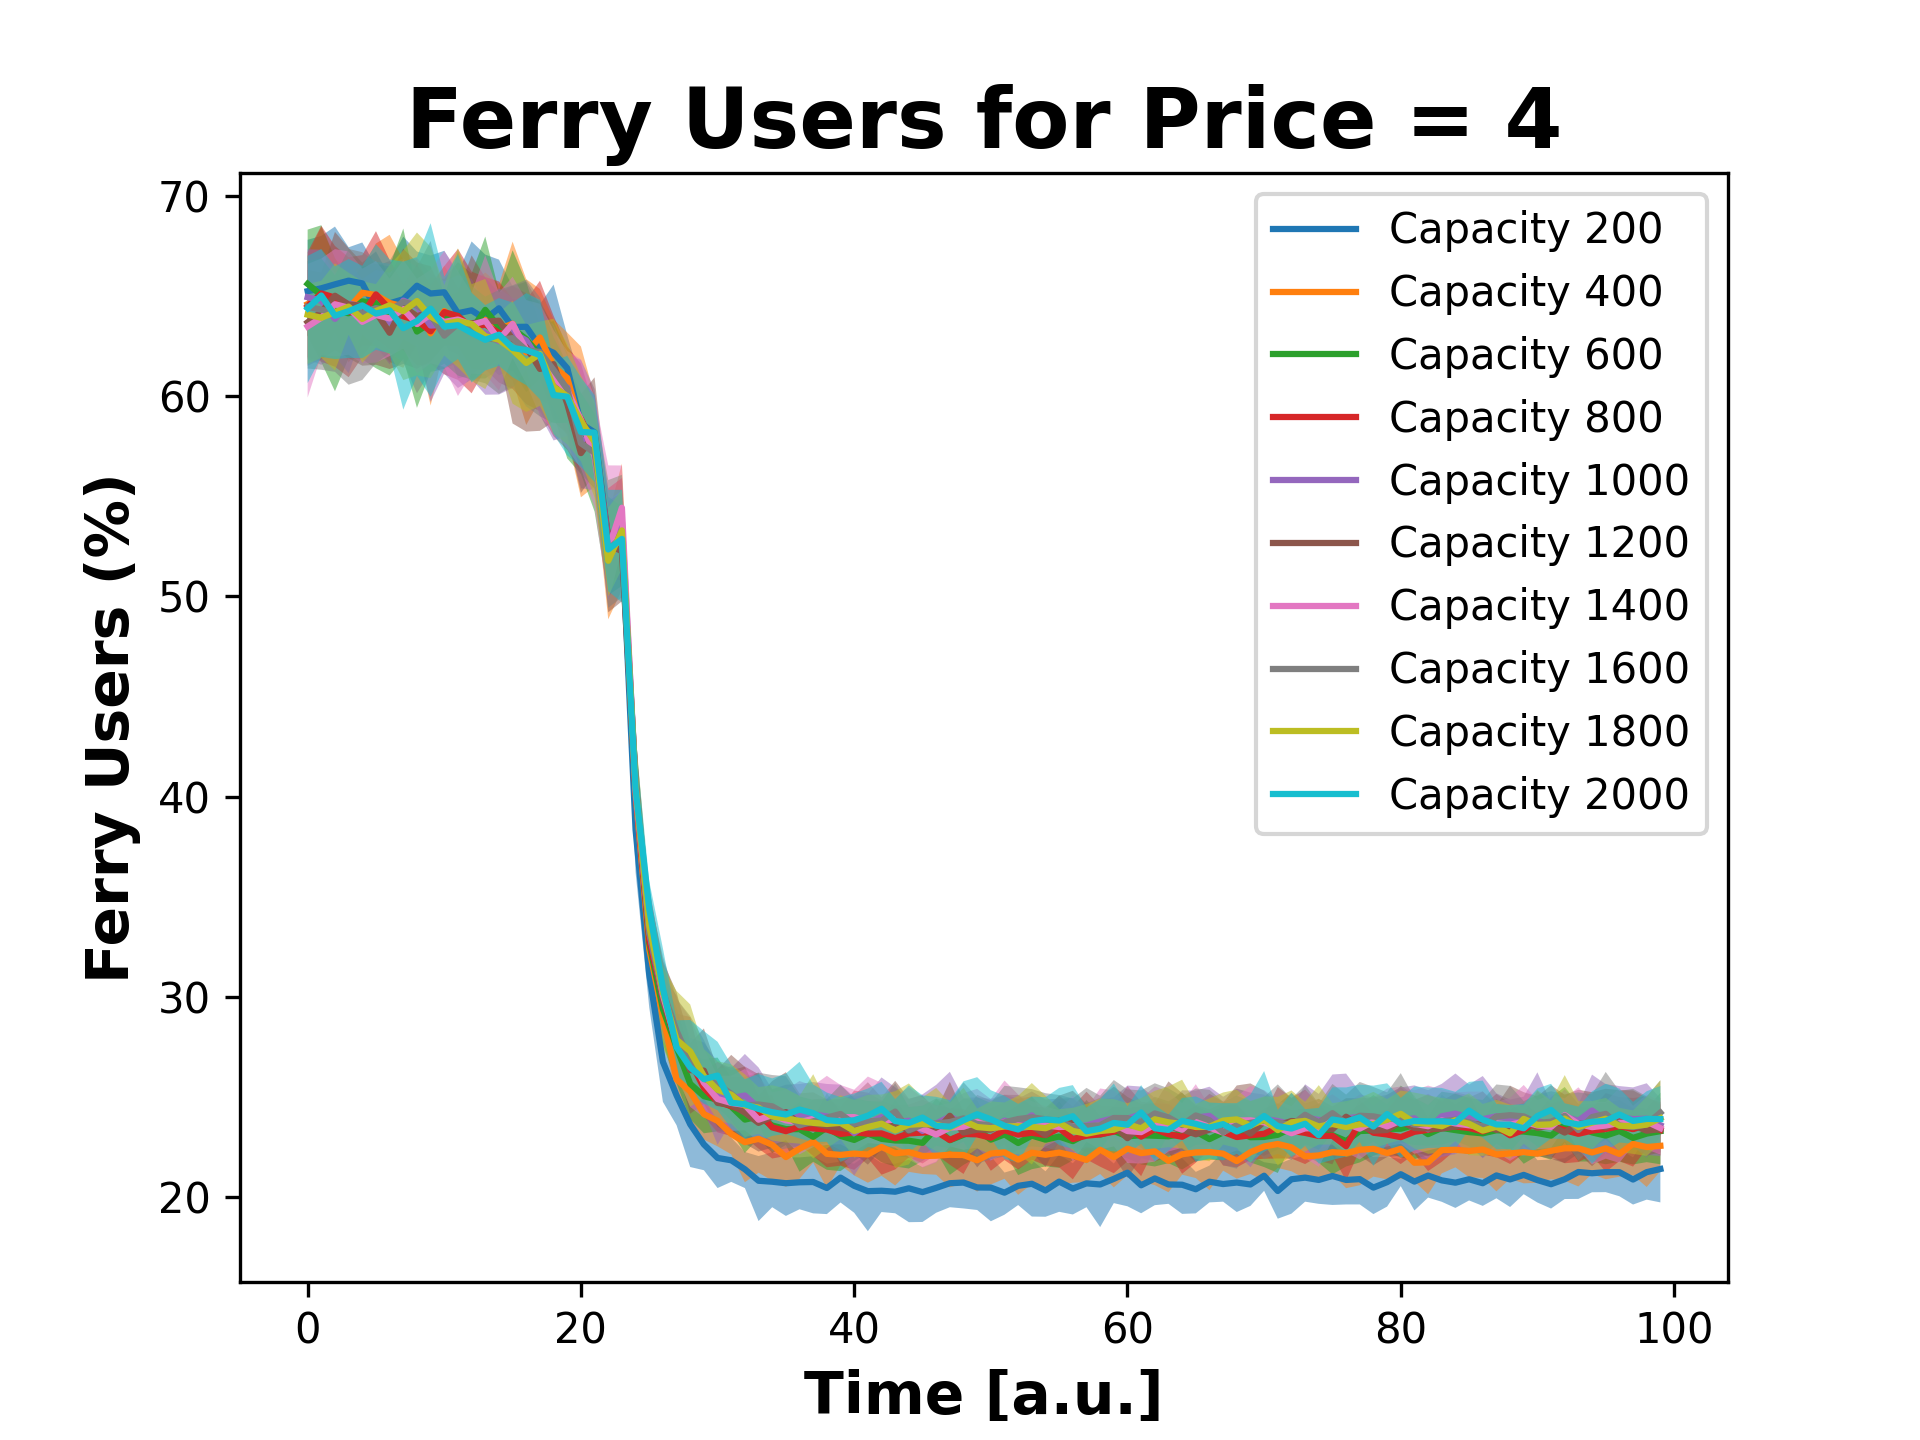 Ferry Users for Price = 4
70
60
50
40
30
20
Ferry Users (%)
Capacity 200
Capacity 400
Capacity 600
Capacity 800
Capacity 1000
Capacity 1200
Capacity 1400
Capacity 1600
Capacity 1800
Capacity 2000
0 20 40 60 80 100
Time [a.u.]